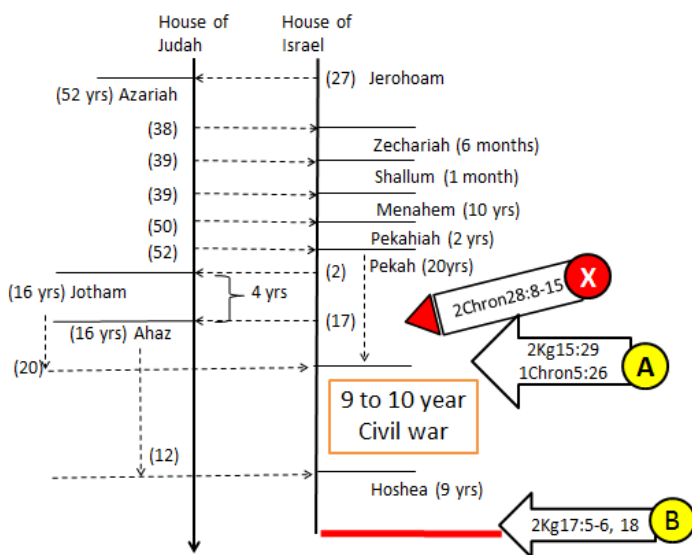 House of
Judah
House of
Israel
(27) Jerohoam
(52 yrs) Azariah
(38)
Zechariah (6 months)
(39)
Shallum (1 month)
(39)
Menahem (10 yrs)
(50)
Pekahiah (2 yrs)
(52)
(2)
Pekah (20yrs)
X
2Chron28:8-15
(16 yrs) Jotham
4 yrs
(17)
(16 yrs) Ahaz
2Kg15:29
1Chron5:26
A
(20)
9 to 10 year
Civil war
(12)
Hoshea (9 yrs)
2Kg17:5-6, 18
B